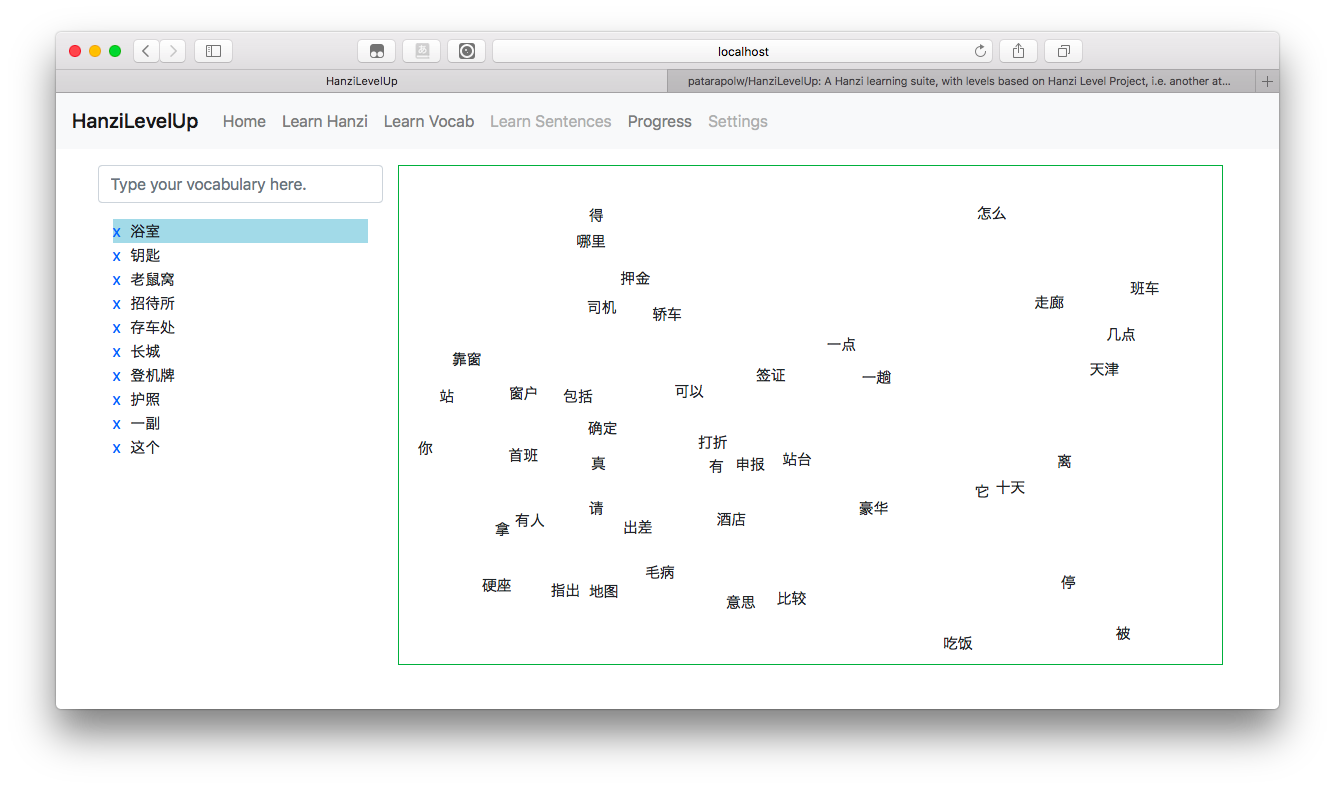 localhost
HanziLevelUp
patarapolw/HanziLevelUp: A Hanzi learning suite, with levels based on Hanzi Level Project, i.e. another at...
HanziLevelUp Home Learn Hanzi Learn Vocab Learn Sentences Progress Settings
Type your vocabulary here.
x 浴室
x 钥匙
x 老鼠窝
x 招待所
x 存车处
x 长城
x 登机牌
x 护照
x 一副
x 这个
得
怎么
哪里
押金
班车
走廊
司机
轿车
几点
一点
靠窗
天津
签证
一趟
可以
窗户
包括
站
确定
打折
你
首班
站台
离
真
有
申报
十天
它
请
豪华
酒店
有人
拿
出差
毛病
停
硬座
指出
地图
比较
意思
被
吃饭